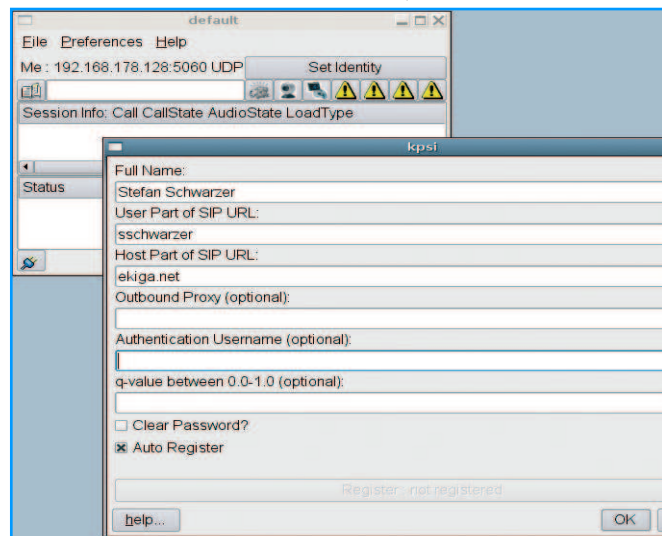 default
File Preferences Help
Me : 192.168.178.128:5060 UDP Set Identity
Session Info: Call CallState AudioState LoadType
Status
kpsi
Full Name:
Stefan Schwarzer
User Part of SIP URL:
sschwarzer
Host Part of SIP URL:
ekiga.net
Outbound Proxy (optional):
Authentication Username (optional):
q-value between 0.0-1.0 (optional):
Clear Password?
Auto Register
Register: not registered
help... OK